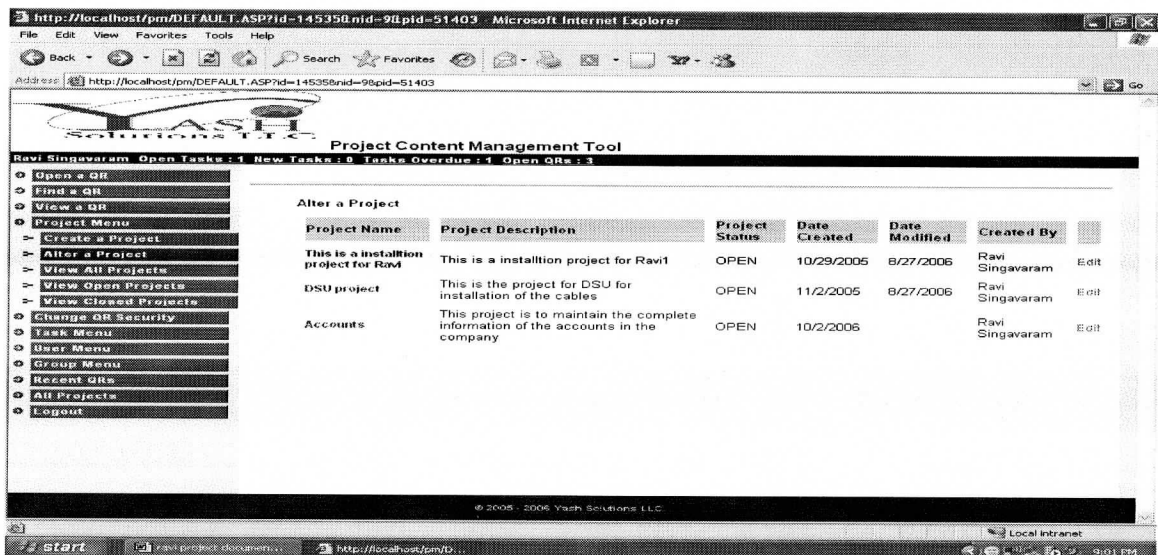 http://localhost/pm/DEFAULT.ASP?id=14535&nid=9&pid=51403 - Microsoft Internet Explorer
File Edit View Favorites Tools Help
Back Search Favorites
Address http://localhost/pm/DEFAULT.ASP?id=14535&nid=9&pid=51403 Go
YASH
Solutions L.L.C.
Project Content Management Tool
Ravi Singavaram Open Tasks : 1 New Tasks : 0 Tasks Overdue : 1 Open QRs : 3
Open a QR
Find a QR
View a QR
Project Menu
Create a Project
Alter a Project
View All Projects
View Open Projects
View Closed Projects
Change QR Security
Task Menu
User Menu
Group Menu
Recent QRs
All Projects
Logout
Alter a Project
Project Name Project Description Project Status Date Created Date Modified Created By
This is a installtion project for Ravi This is a installtion project for Ravi1 OPEN 10/29/2005 8/27/2006 Ravi Singavaram Edit
DSU project This is the project for DSU for installation of the cables OPEN 11/2/2005 8/27/2006 Ravi Singavaram Edit
Accounts This project is to maintain the complete information of the accounts in the company OPEN 10/2/2006 Ravi Singavaram Edit
© 2005 - 2006 Yash Solutions LLC.
Local intranet
start ravi project documen... http://localhost/pm/D... 9:01 PM